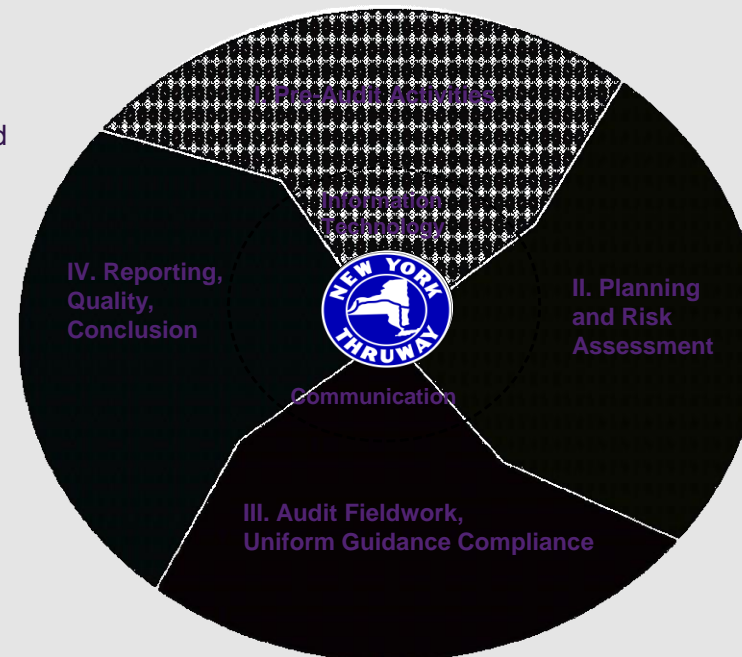 d
I. Pre-Audit Activities
Information
Technology
IV. Reporting,
Quality,
Conclusion
NEW YORK
THRUWAY
II. Planning
and Risk
Assessment
Communication
III. Audit Fieldwork,
Uniform Guidance Compliance